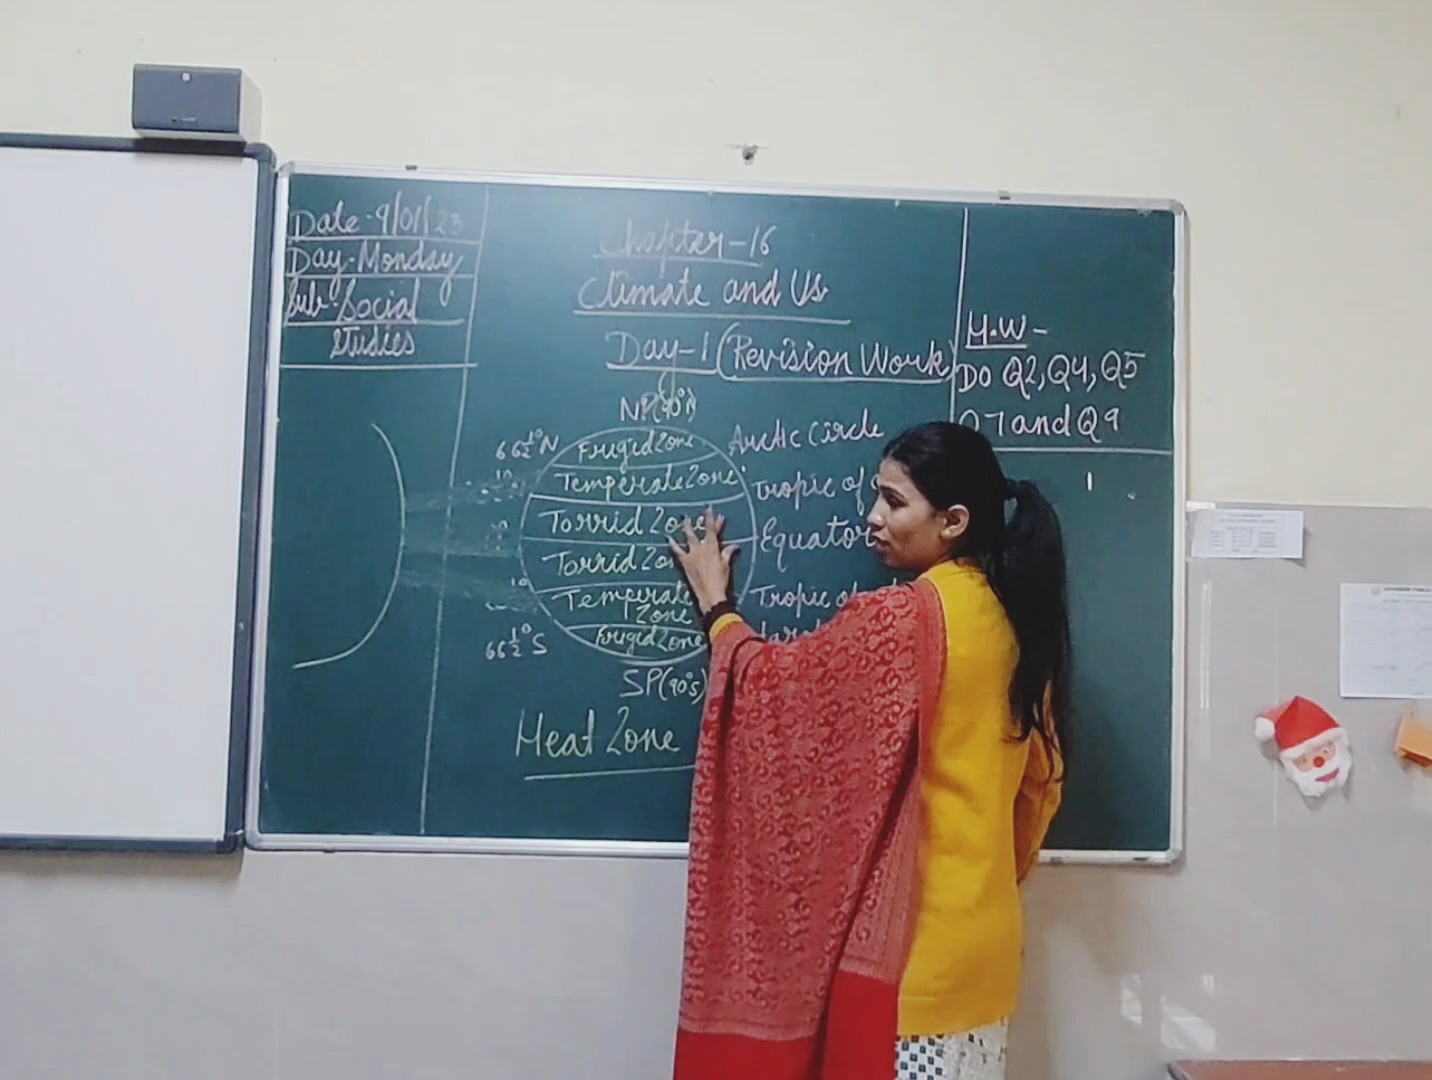 Date-9/01/23
Day-Monday
Sub-Social
Studies
Chapter-16
Climate and Us
Day-1 (Revision Work)
H.W-
Do Q2, Q4, Q5
Q7 and Q9
NP(90°N)
66½°N
Frigid Zone
Arctic Circle
Temperate Zone
Tropic of
Torrid Zone
Equator
Torrid
Temperate
Zone
Tropic of
66½°S
Frigid Zone
SP(90°S)
Heat Zone